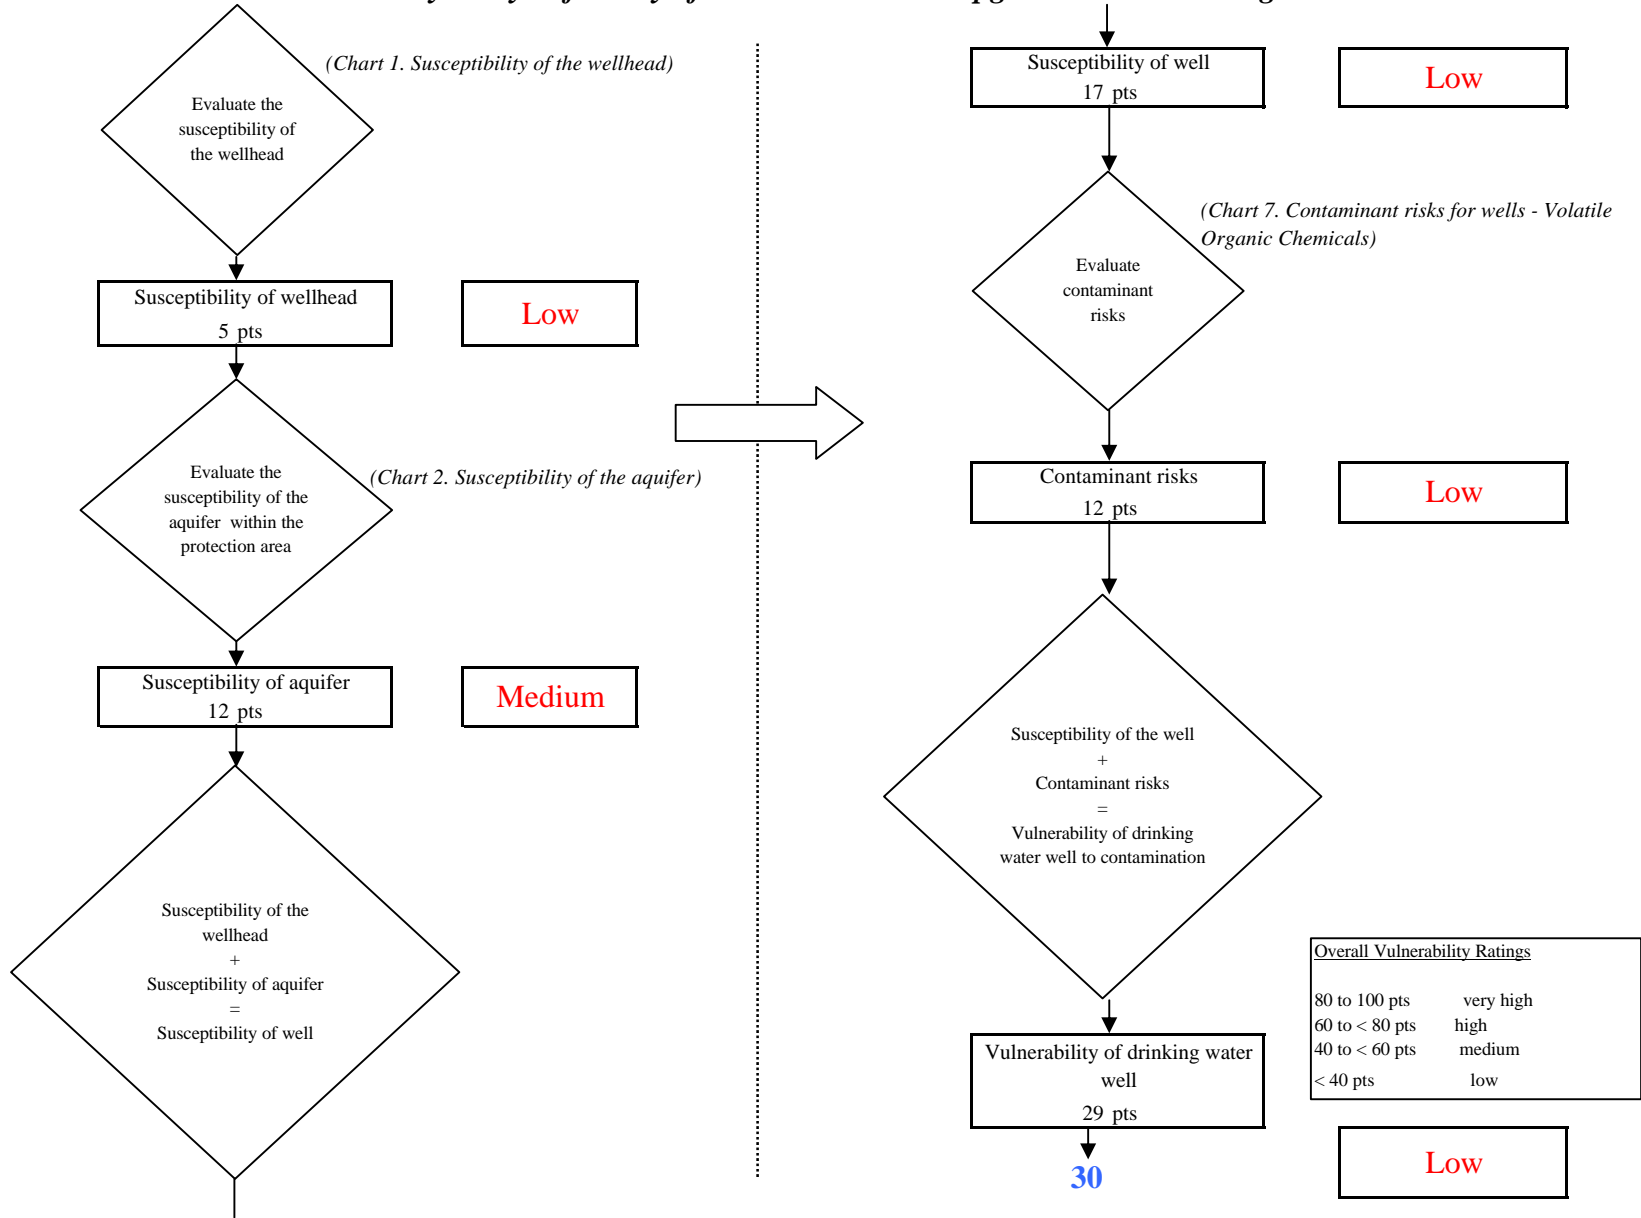 (Chart 1. Susceptibility of the wellhead)
Evaluate the
susceptibility of
the wellhead
Susceptibility of wellhead
5 pts
Low
Evaluate the
susceptibility of the
aquifer within the
protection area
(Chart 2. Susceptibility of the aquifer)
Susceptibility of aquifer
12 pts
Medium
Susceptibility of the
wellhead
+
Susceptibility of aquifer
=
Susceptibility of well
Susceptibility of well
17 pts
Low
(Chart 7. Contaminant risks for wells - Volatile
Organic Chemicals)
Evaluate
contaminant
risks
Contaminant risks
12 pts
Low
Susceptibility of the well
+
Contaminant risks
=
Vulnerability of drinking
water well to contamination
Overall Vulnerability Ratings
80 to 100 pts very high
60 to < 80 pts high
40 to < 60 pts medium
< 40 pts low
Vulnerability of drinking water
well
29 pts
30
Low